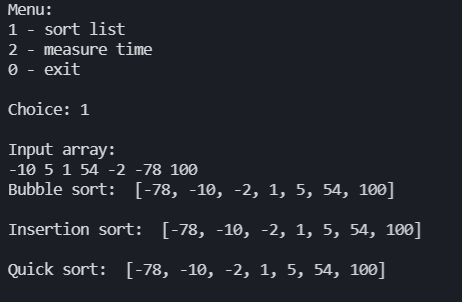 Menu:
1 - sort list
2 - measure time
0 - exit
Choice: 1
Input array:
-10 5 1 54 -2 -78 100
Bubble sort:  [-78, -10, -2, 1, 5, 54, 100]
Insertion sort:  [-78, -10, -2, 1, 5, 54, 100]
Quick sort:  [-78, -10, -2, 1, 5, 54, 100]